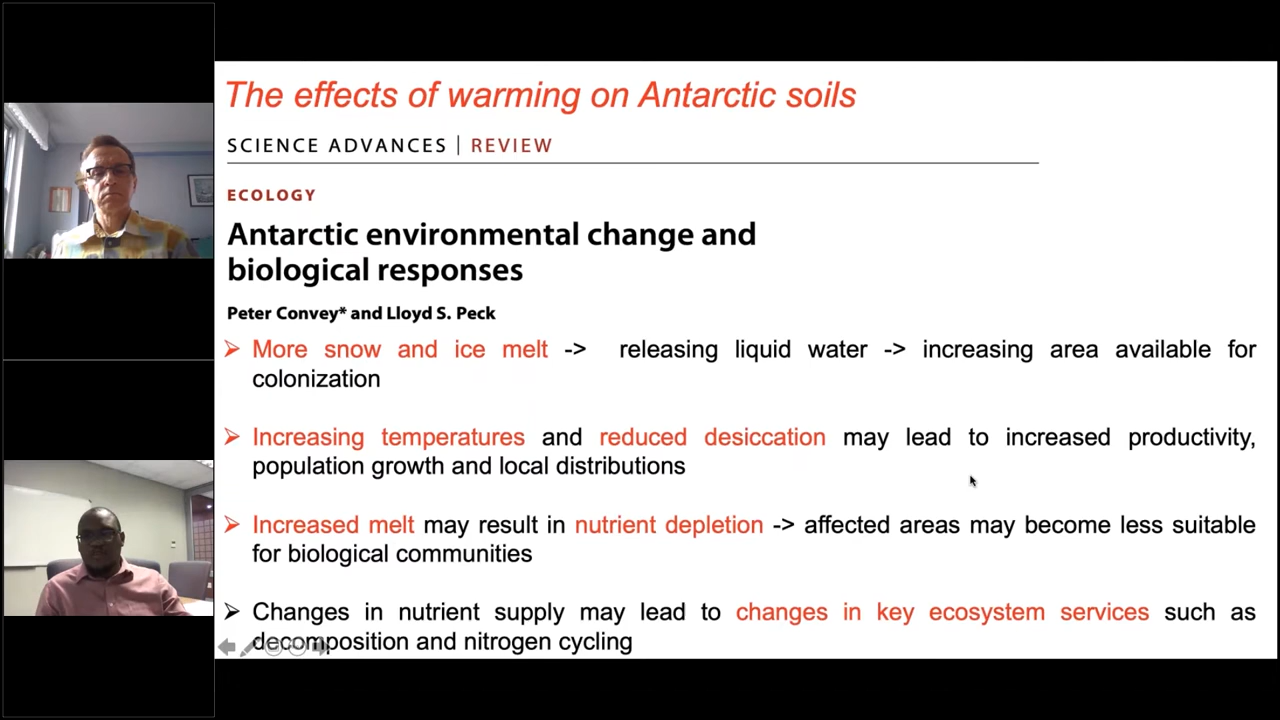 The effects of warming on Antarctic soils
SCIENCE ADVANCES | REVIEW
ECOLOGY
Antarctic environmental change and
biological responses
Peter Convey* and Lloyd S. Peck
➢ More snow and ice melt -> releasing liquid water -> increasing area available for
colonization
➢ Increasing temperatures and reduced desiccation may lead to increased productivity,
population growth and local distributions
➢ Increased melt may result in nutrient depletion -> affected areas may become less suitable
for biological communities
➢ Changes in nutrient supply may lead to changes in key ecosystem services such as
decomposition and nitrogen cycling